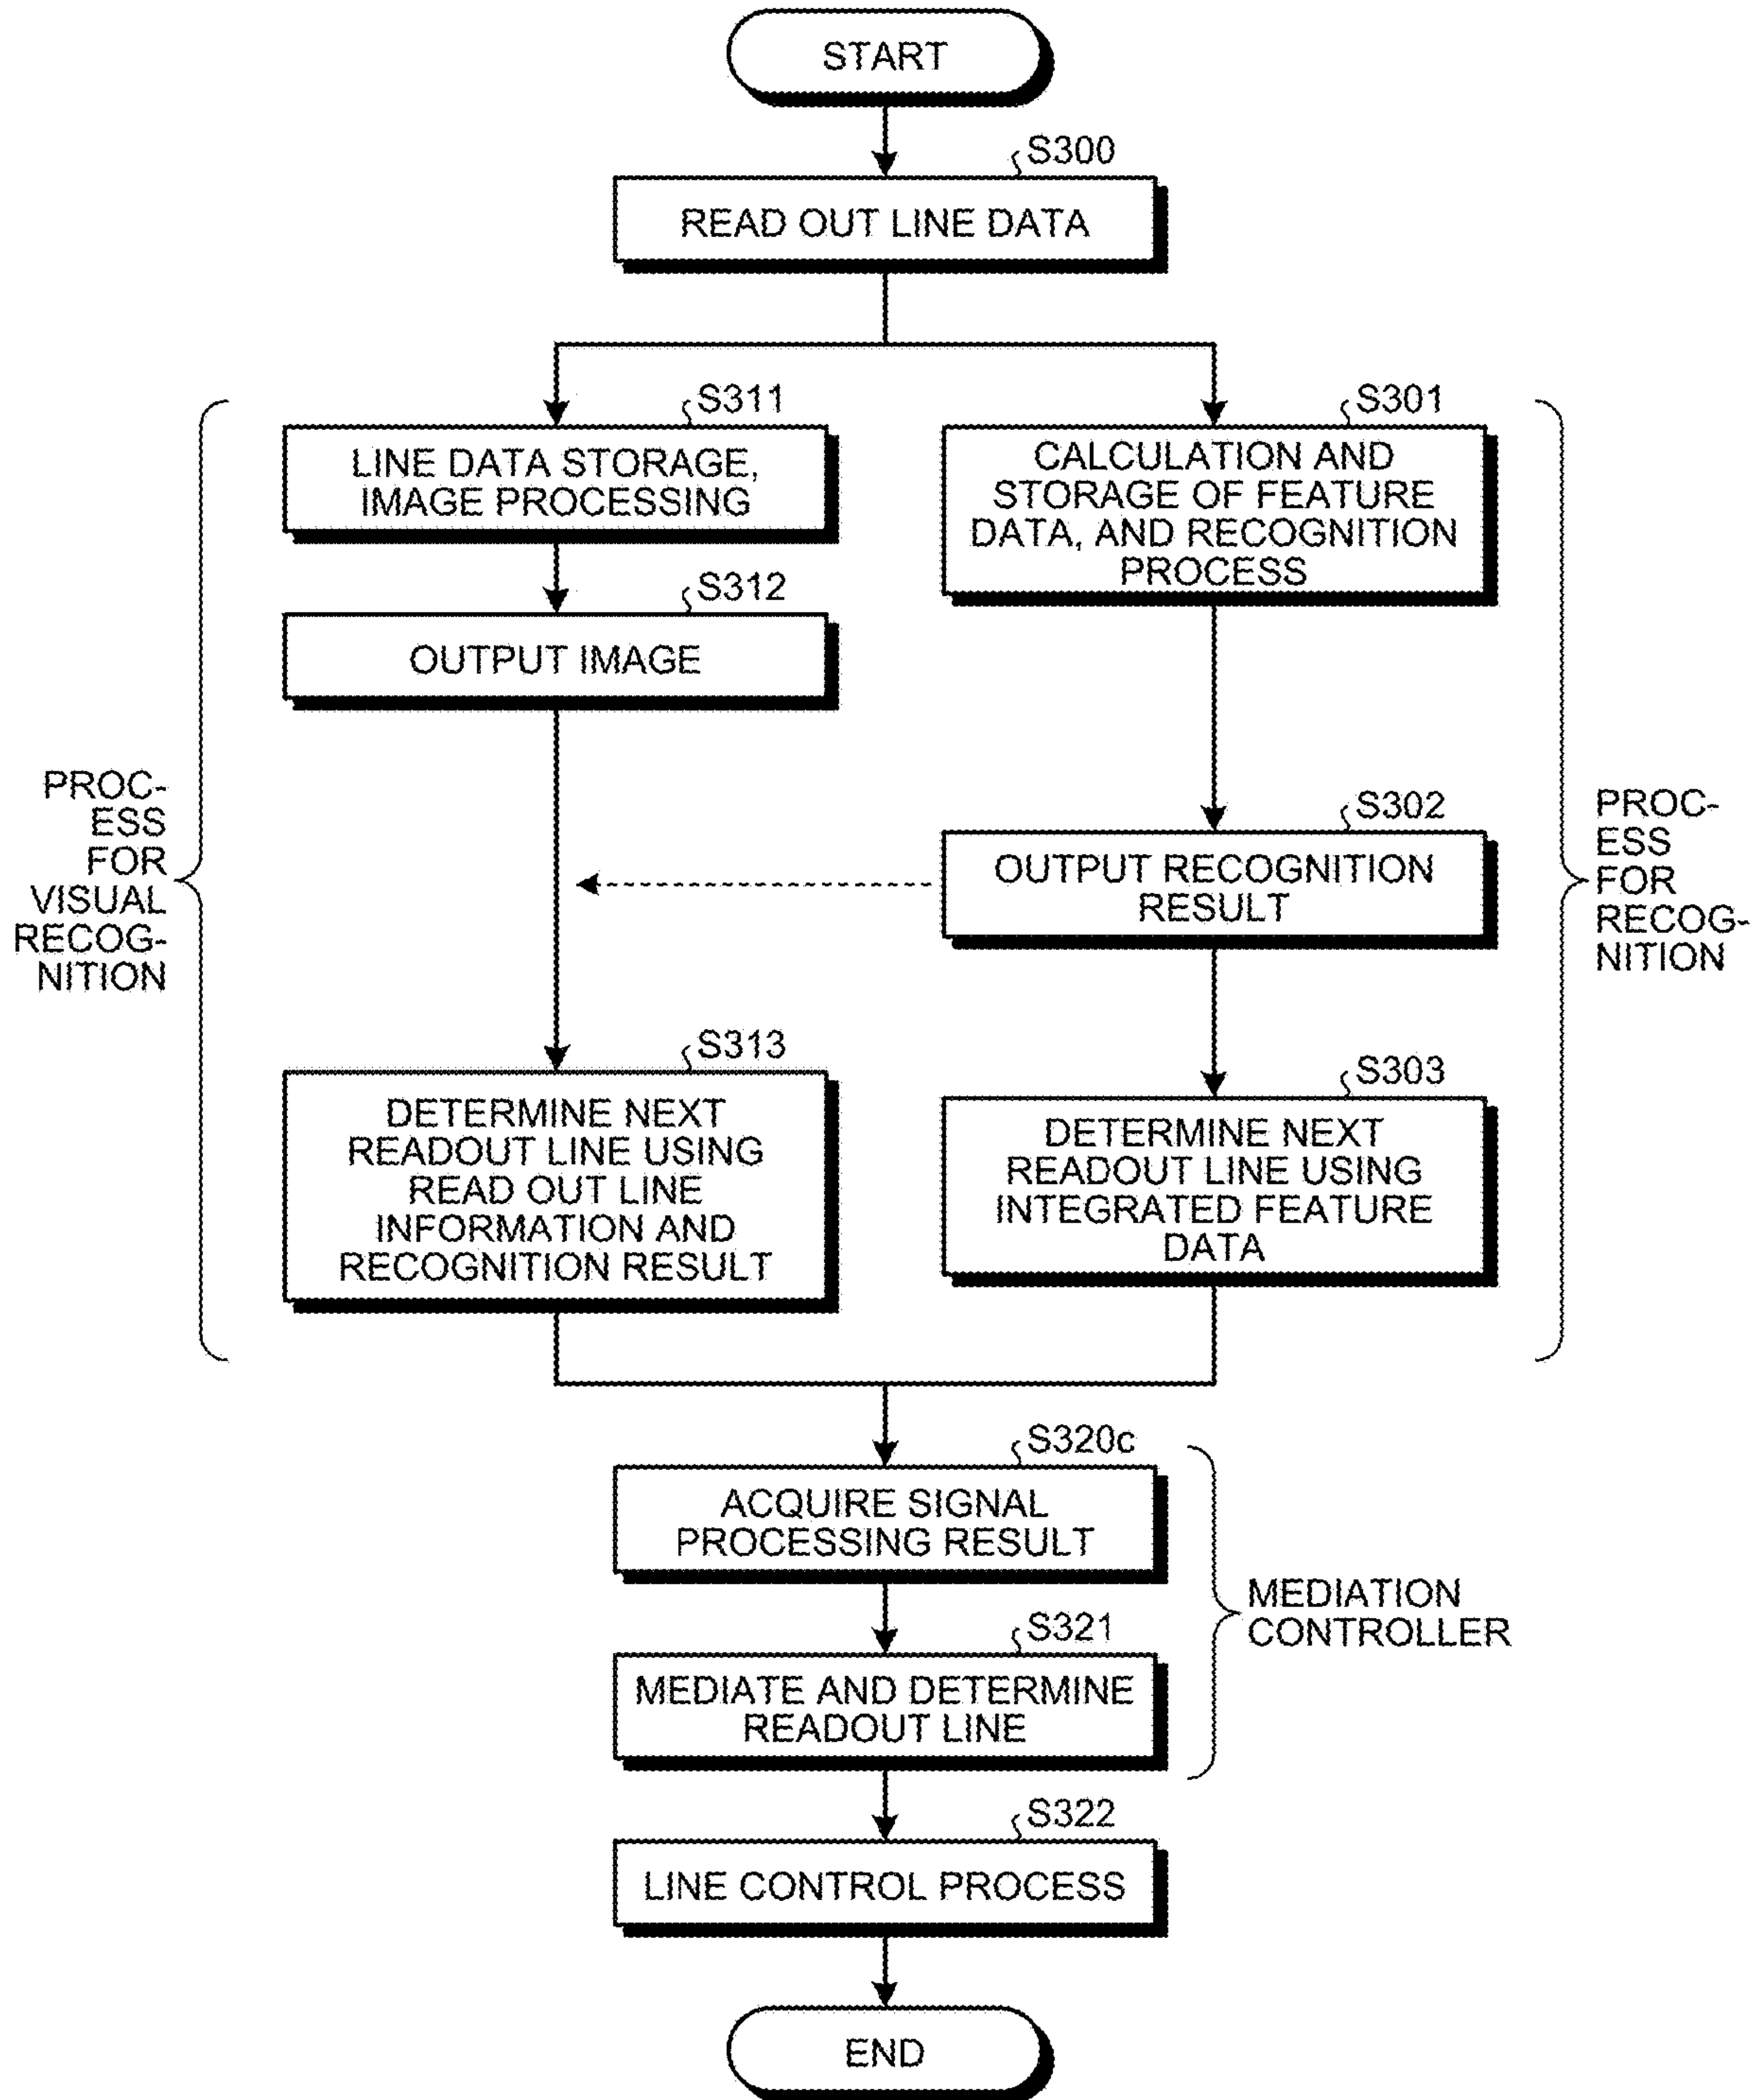 START
S300
READ OUT LINE DATA
S311
LINE DATA STORAGE,
IMAGE PROCESSING
S312
OUTPUT IMAGE
PROC-
ESS
FOR
VISUAL
RECOG-
NITION
S313
DETERMINE NEXT
READOUT LINE USING
READ OUT LINE
INFORMATION AND
RECOGNITION RESULT
S301
CALCULATION AND
STORAGE OF FEATURE
DATA, AND RECOGNITION
PROCESS
S302
OUTPUT RECOGNITION
RESULT
PROC-
ESS
FOR
RECOG-
NITION
S303
DETERMINE NEXT
READOUT LINE USING
INTEGRATED FEATURE
DATA
S320c
ACQUIRE SIGNAL
PROCESSING RESULT
MEDIATION
CONTROLLER
S321
MEDIATE AND DETERMINE
READOUT LINE
S322
LINE CONTROL PROCESS
END